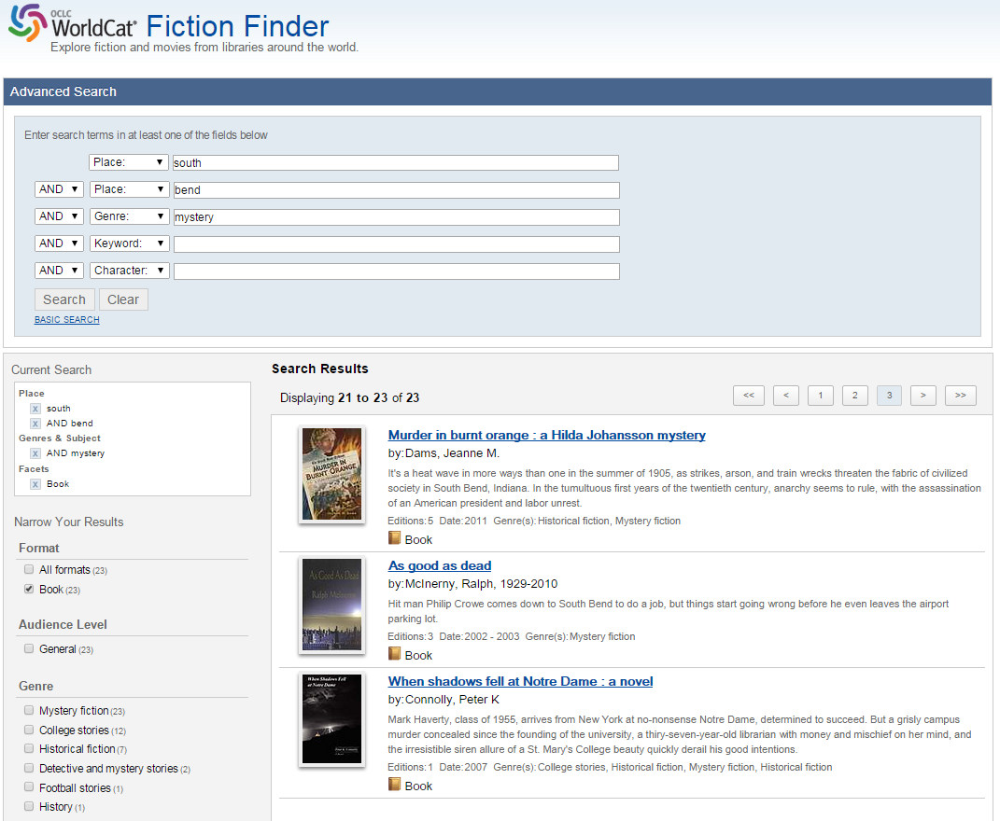 OCLC
WorldCat® Fiction Finder
Explore fiction and movies from libraries around the world.
Advanced Search
Enter search terms in at least one of the fields below
Place: ▼ south
AND ▼ Place: ▼ bend
AND ▼ Genre: ▼ mystery
AND ▼ Keyword: ▼
AND ▼ Character: ▼
Search Clear
BASIC SEARCH
Current Search
Place
x south
x AND bend
Genres & Subject
x AND mystery
Facets
x Book
Narrow Your Results
Format
All formats (23)
Book (23)
Audience Level
General (23)
Genre
Mystery fiction (23)
College stories (12)
Historical fiction (7)
Detective and mystery stories (2)
Football stories (1)
History (1)
Search Results
Displaying 21 to 23 of 23
<< < 1 2 3 > >>
MURDER IN
BURNT ORANGE
Murder in burnt orange : a Hilda Johansson mystery
by:Dams, Jeanne M.
It's a heat wave in more ways than one in the summer of 1905, as strikes, arson, and train wrecks threaten the fabric of civilized
society in South Bend, Indiana. In the tumultuous first years of the twentieth century, anarchy seems to rule, with the assassination
of an American president and labor unrest.
Editions:5 Date:2011 Genre(s):Historical fiction, Mystery fiction
Book
As Good As Dead
Ralph McInerny
As good as dead
by:McInerny, Ralph, 1929-2010
Hit man Philip Crowe comes down to South Bend to do a job, but things start going wrong before he even leaves the airport
parking lot.
Editions:3 Date:2002 - 2003 Genre(s):Mystery fiction
Book
When Shadows Fell
at Notre Dame
Peter K. Connolly
When shadows fell at Notre Dame : a novel
by:Connolly, Peter K
Mark Haverty, class of 1955, arrives from New York at no-nonsense Notre Dame, determined to succeed. But a grisly campus
murder concealed since the founding of the university, a thiry-seven-year-old librarian with money and mischief on her mind, and
the irresistible siren allure of a St. Mary's College beauty quickly derail his good intentions.
Editions:1 Date:2007 Genre(s):College stories, Historical fiction, Mystery fiction, Historical fiction
Book